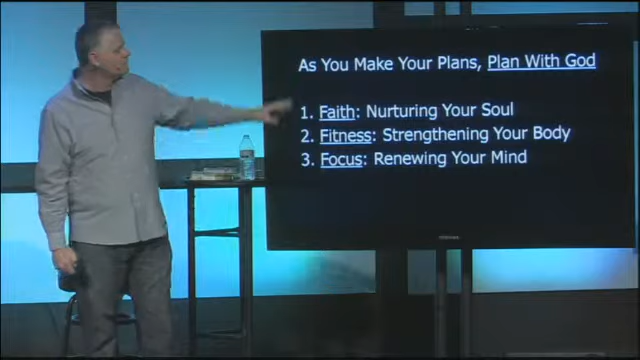 As You Make Your Plans, Plan With God
1. Faith: Nurturing Your Soul
2. Fitness: Strengthening Your Body
3. Focus: Renewing Your Mind